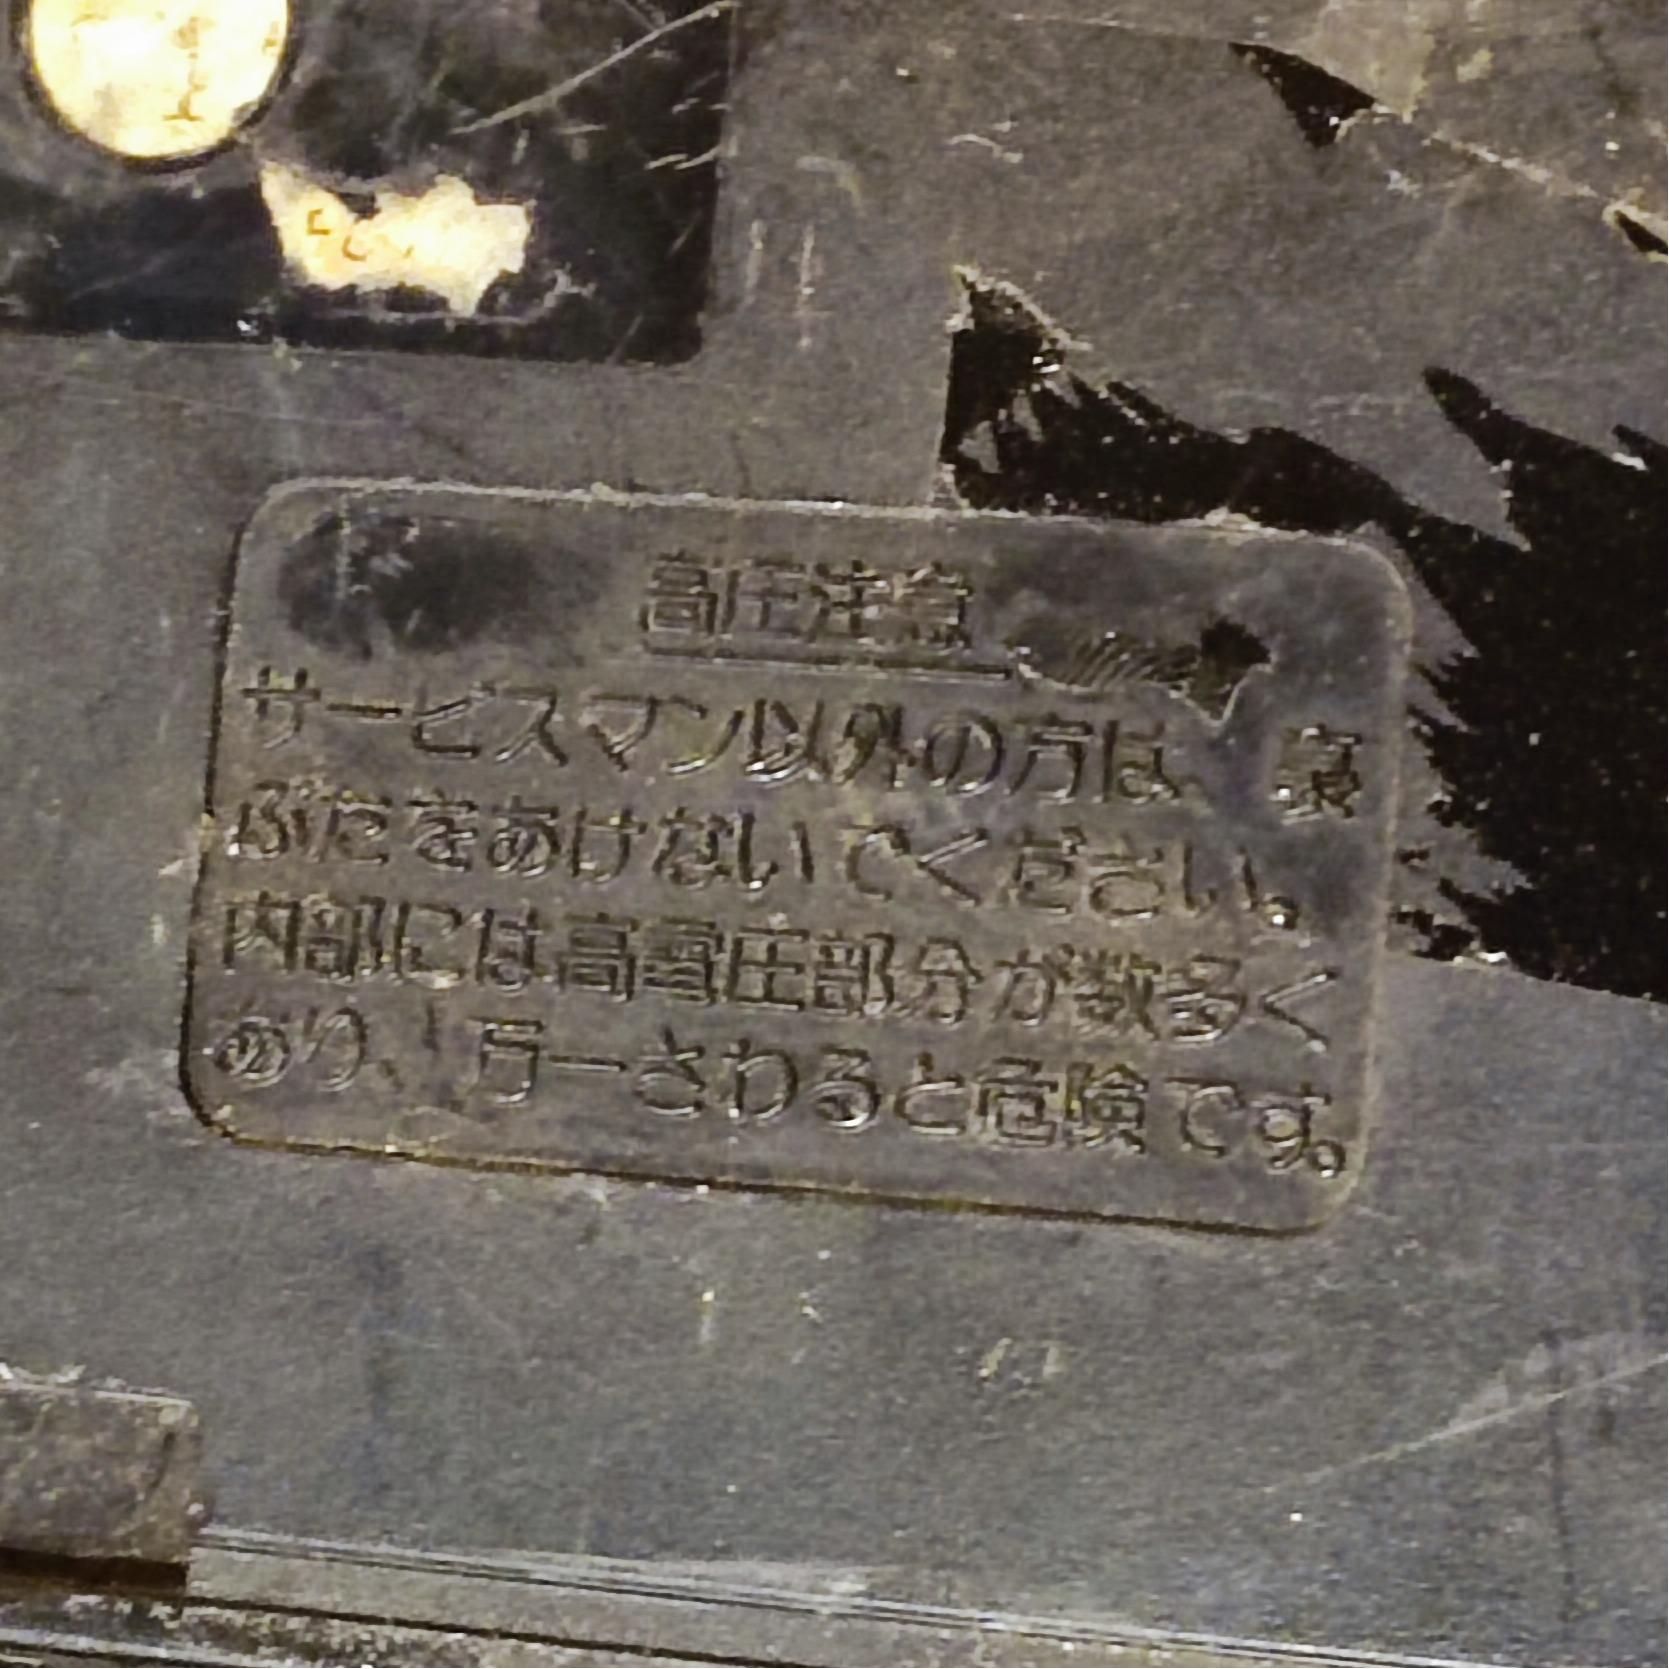 高圧注意
サービスマン以外の方は、裏
ぶたをあけないでください。
内部には高電圧部分が数多く
あり、万一さわると危険です。